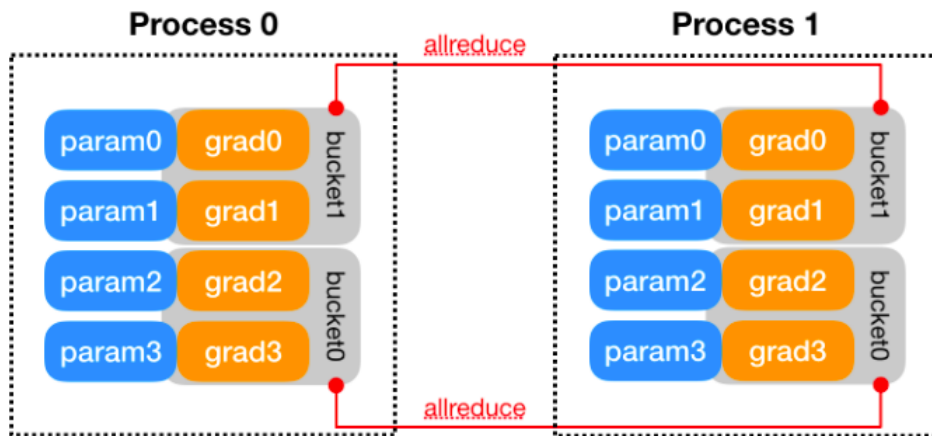 Process 0
Process 1
allreduce
param0 grad0
param1 grad1
bucket1
param2 grad2
param3 grad3
bucket0
param0 grad0
param1 grad1
bucket1
param2 grad2
param3 grad3
bucket0
allreduce